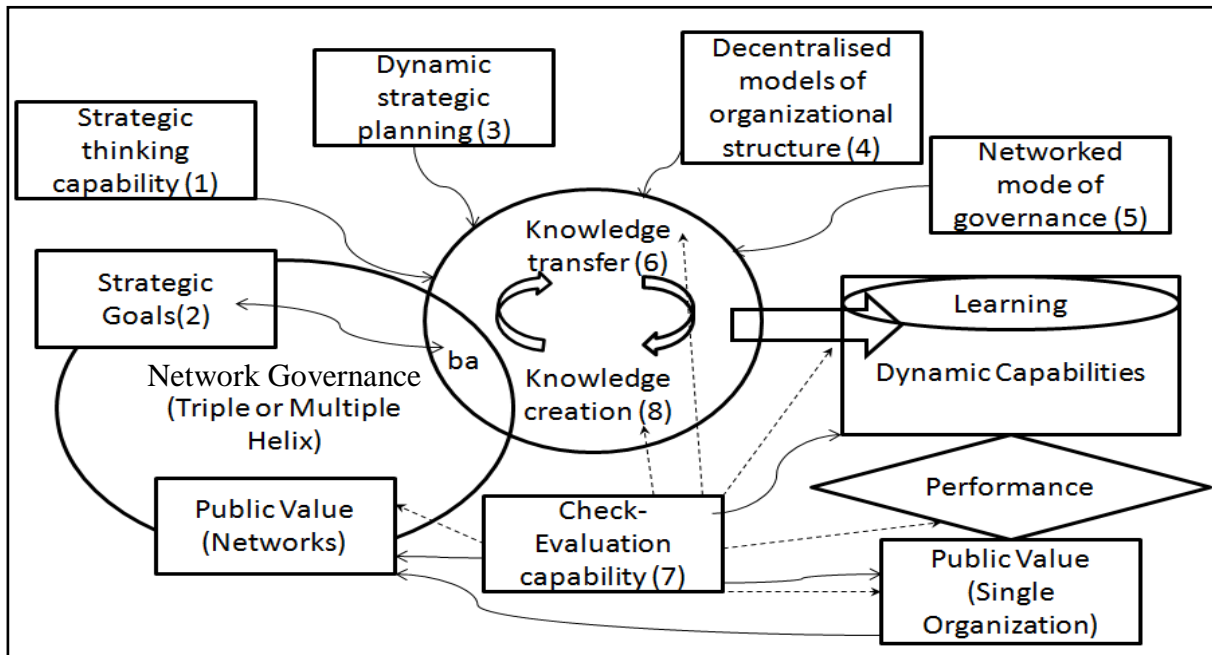 Strategic
thinking
capability (1)
Dynamic
strategic
planning (3)
Decentralised
models of
organizational
structure (4)
Networked
mode of
governance (5)
Strategic
Goals(2)
Network Governance
(Triple or Multiple
Helix)
ba
Knowledge
transfer (6)
Knowledge
creation (8)
Learning
Dynamic Capabilities
Performance
Public Value
(Networks)
Check-
Evaluation
capability (7)
Public Value
(Single
Organization)